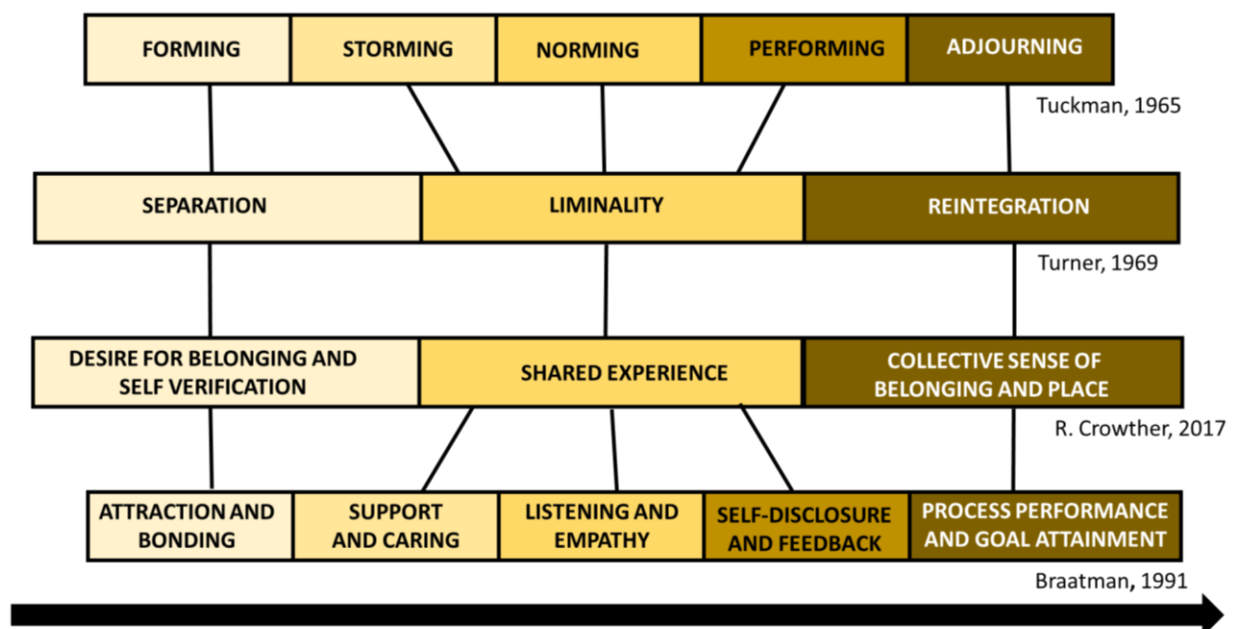 FORMING STORMING NORMING PERFORMING ADJOURNING
Tuckman, 1965
SEPARATION LIMINALITY REINTEGRATION
Turner, 1969
DESIRE FOR BELONGING AND
SELF VERIFICATION
SHARED EXPERIENCE
COLLECTIVE SENSE OF
BELONGING AND PLACE
R. Crowther, 2017
ATTRACTION AND
BONDING
SUPPORT
AND CARING
LISTENING AND
EMPATHY
SELF-DISCLOSURE
AND FEEDBACK
PROCESS PERFORMANCE
AND GOAL ATTAINMENT
Braatman, 1991